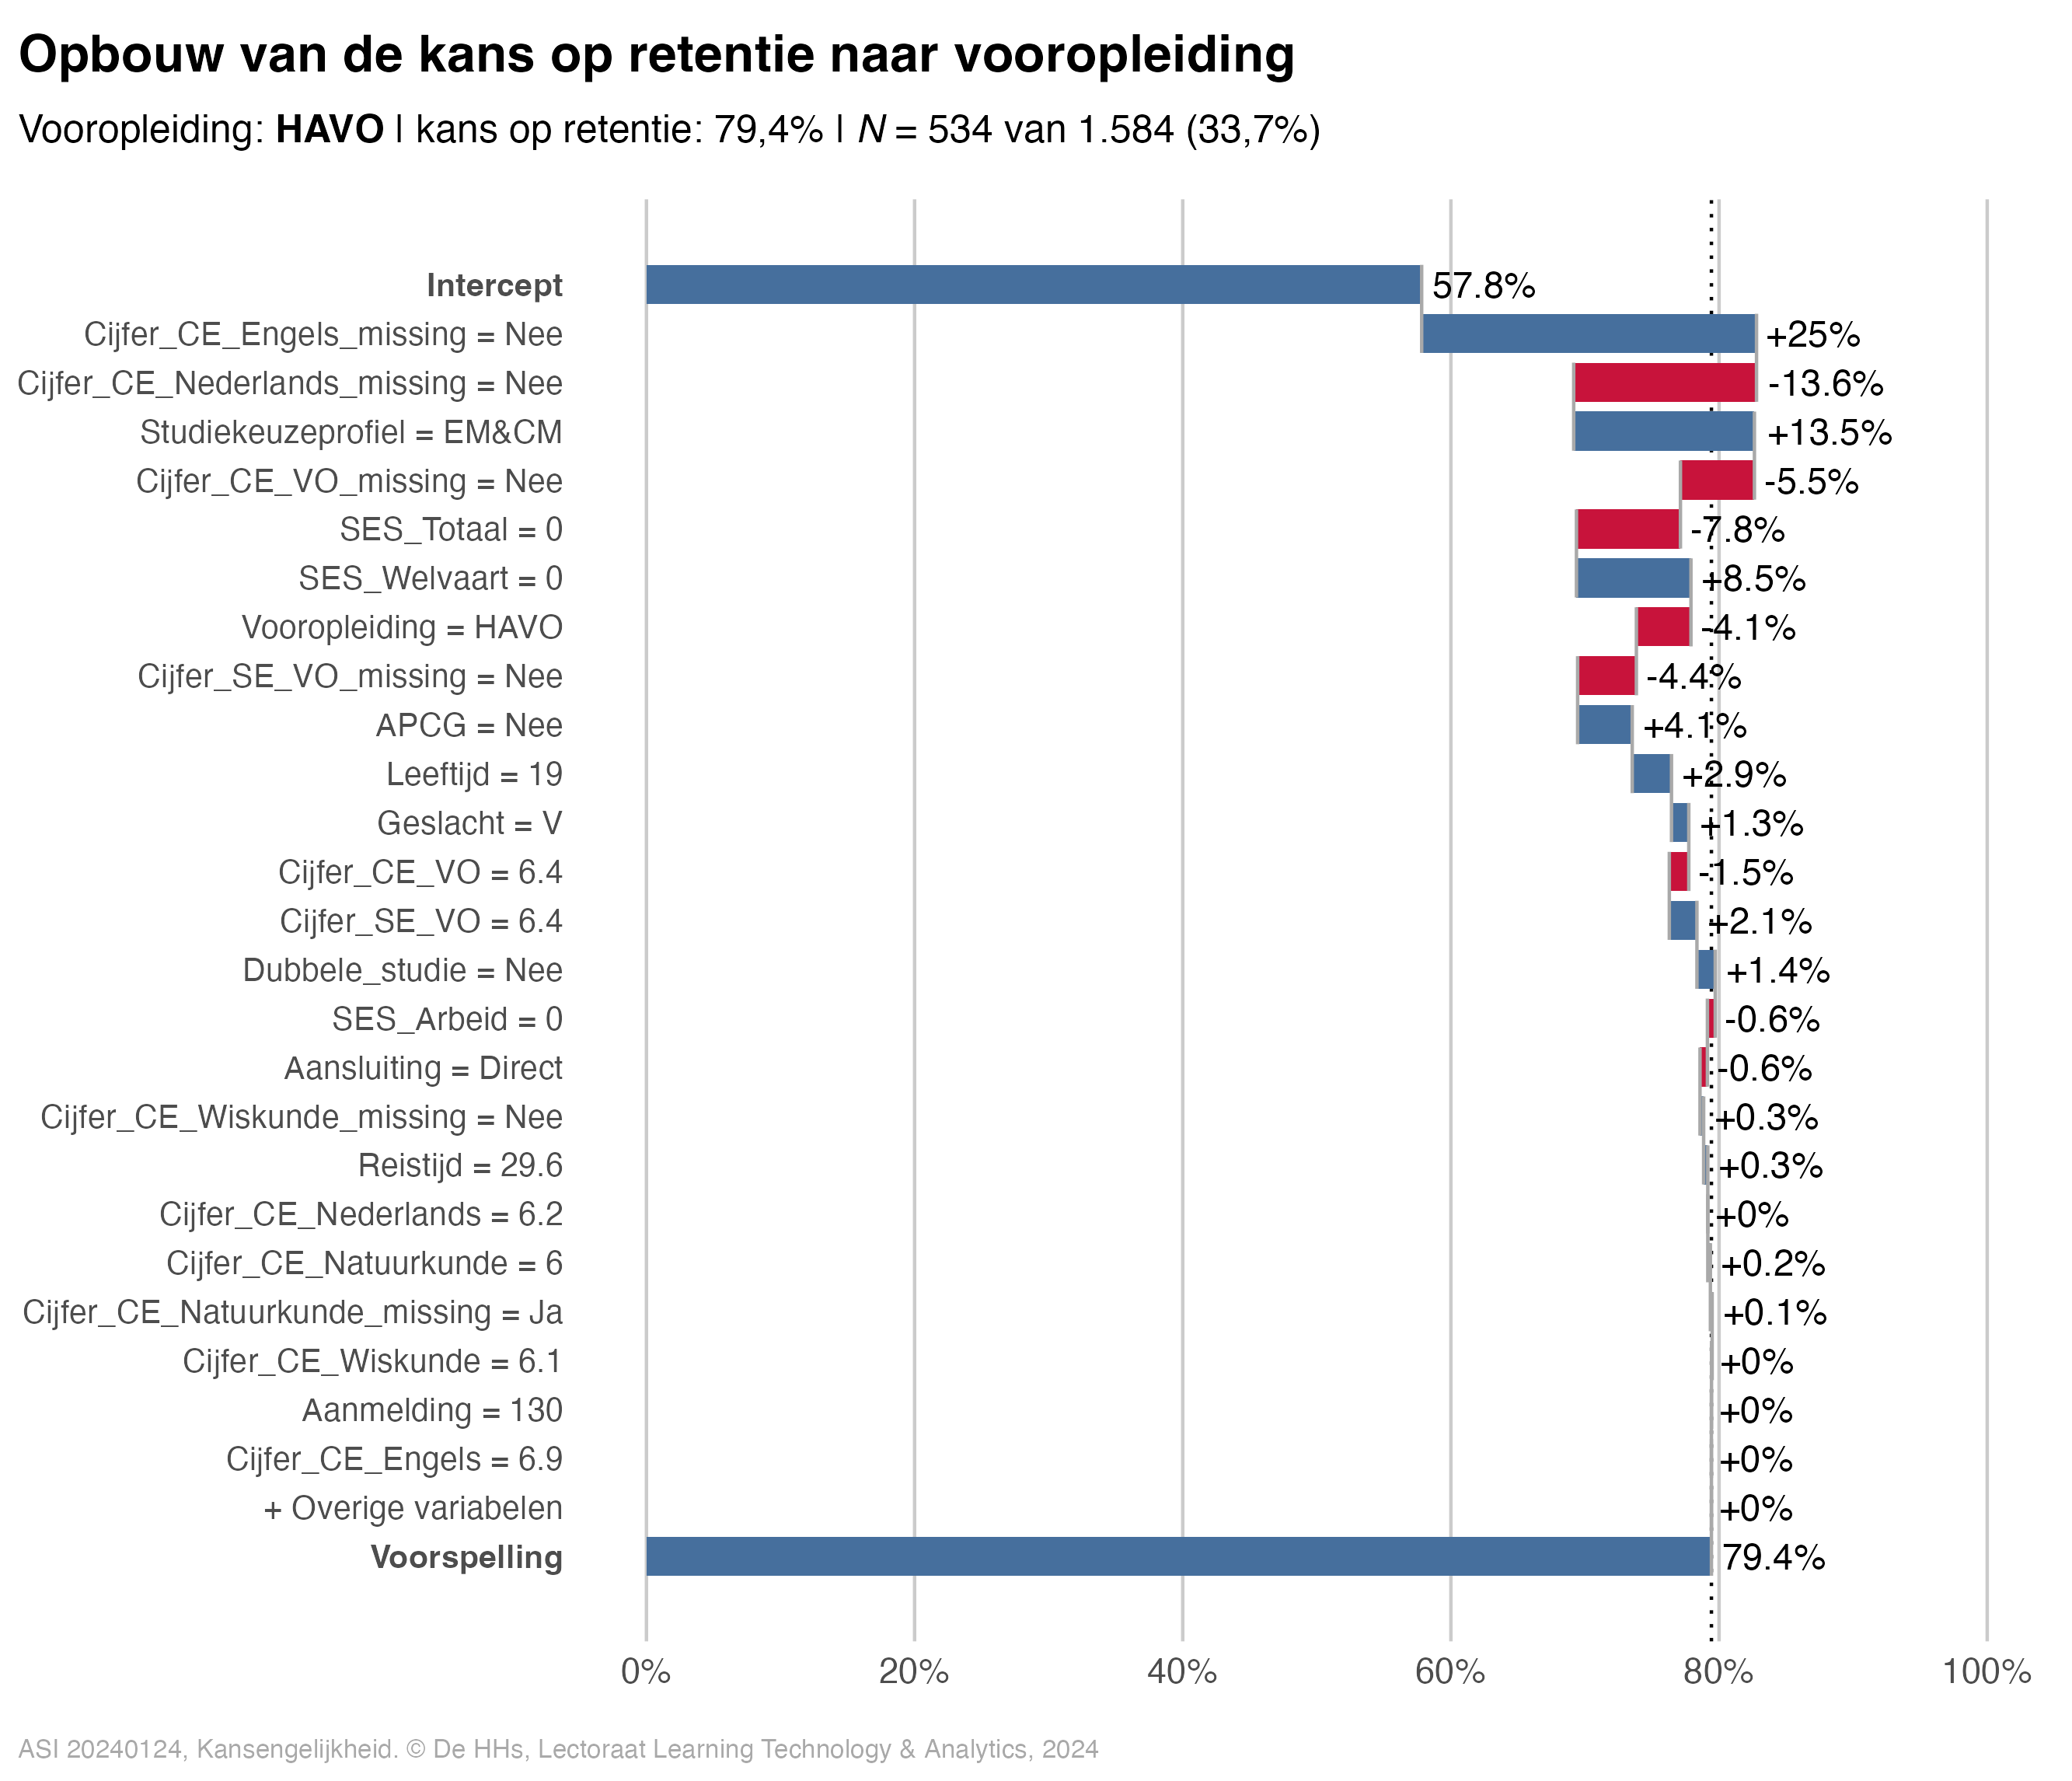 Opbouw van de kans op retentie naar vooropleiding
Vooropleiding: HAVO | kans op retentie: 79,4% | N = 534 van 1.584 (33,7%)
Intercept 57.8%
Cijfer_CE_Engels_missing = Nee +25%
Cijfer_CE_Nederlands_missing = Nee -13.6%
Studiekeuzeprofiel = EM&CM +13.5%
Cijfer_CE_VO_missing = Nee -5.5%
SES_Totaal = 0 -7.8%
SES_Welvaart = 0 +8.5%
Vooropleiding = HAVO -4.1%
Cijfer_SE_VO_missing = Nee -4.4%
APCG = Nee +4.1%
Leeftijd = 19 +2.9%
Geslacht = V +1.3%
Cijfer_CE_VO = 6.4 -1.5%
Cijfer_SE_VO = 6.4 +2.1%
Dubbele_studie = Nee +1.4%
SES_Arbeid = 0 -0.6%
Aansluiting = Direct -0.6%
Cijfer_CE_Wiskunde_missing = Nee +0.3%
Reistijd = 29.6 +0.3%
Cijfer_CE_Nederlands = 6.2 +0%
Cijfer_CE_Natuurkunde = 6 +0.2%
Cijfer_CE_Natuurkunde_missing = Ja +0.1%
Cijfer_CE_Wiskunde = 6.1 +0%
Aanmelding = 130 +0%
Cijfer_CE_Engels = 6.9 +0%
+ Overige variabelen +0%
Voorspelling 79.4%
0% 20% 40% 60% 80% 100%
ASI 20240124, Kansengelijkheid. © De HHs, Lectoraat Learning Technology & Analytics, 2024